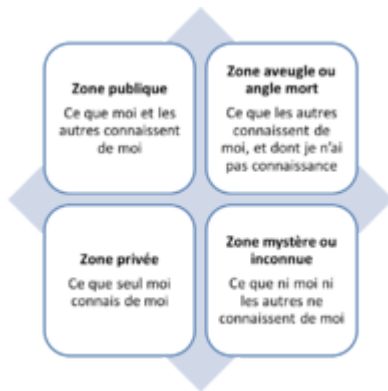 Zone publique
Ce que moi et les
autres connaissent
de moi
Zone aveugle ou
angle mort
Ce que les autres
connaissent de
moi, et dont je n'ai
pas connaissance
Zone privée
Ce que seul moi
connais de moi
Zone mystère ou
inconnue
Ce que ni moi ni
les autres ne
connaissent de moi